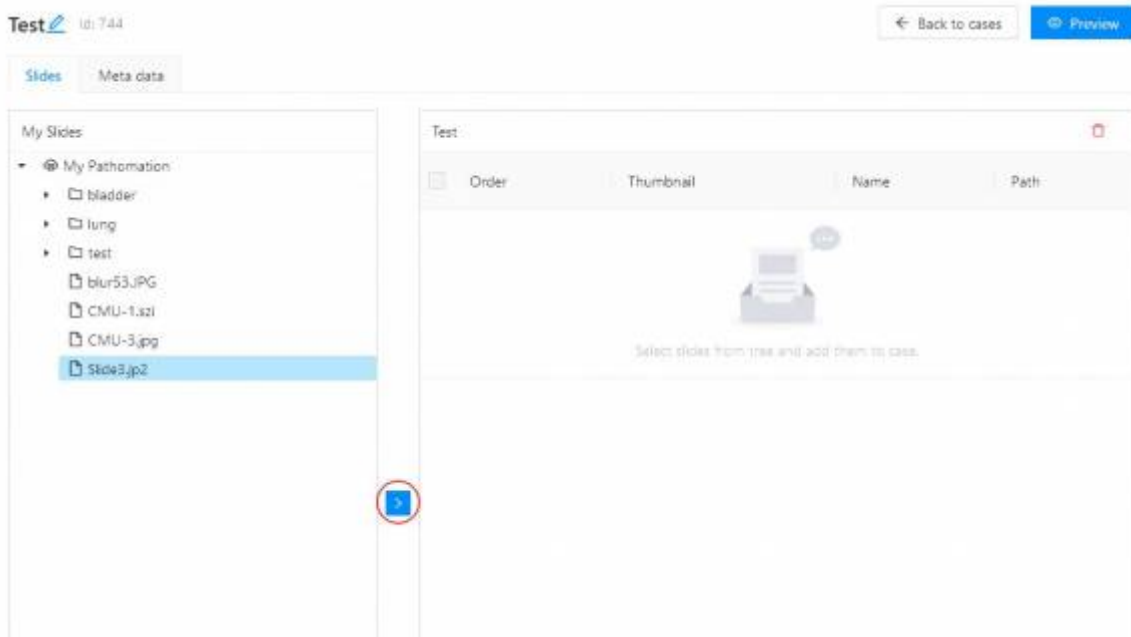 Test Id: 744
← Back to cases
Preview
Slides
Meta data
My Slides
My Pathomation
bladder
lung
test
blur53.JPG
CMU-1.szi
CMU-3.jpg
Slide3.jp2
>
Test
Order Thumbnail Name Path
Select slides from tree and add them to case.